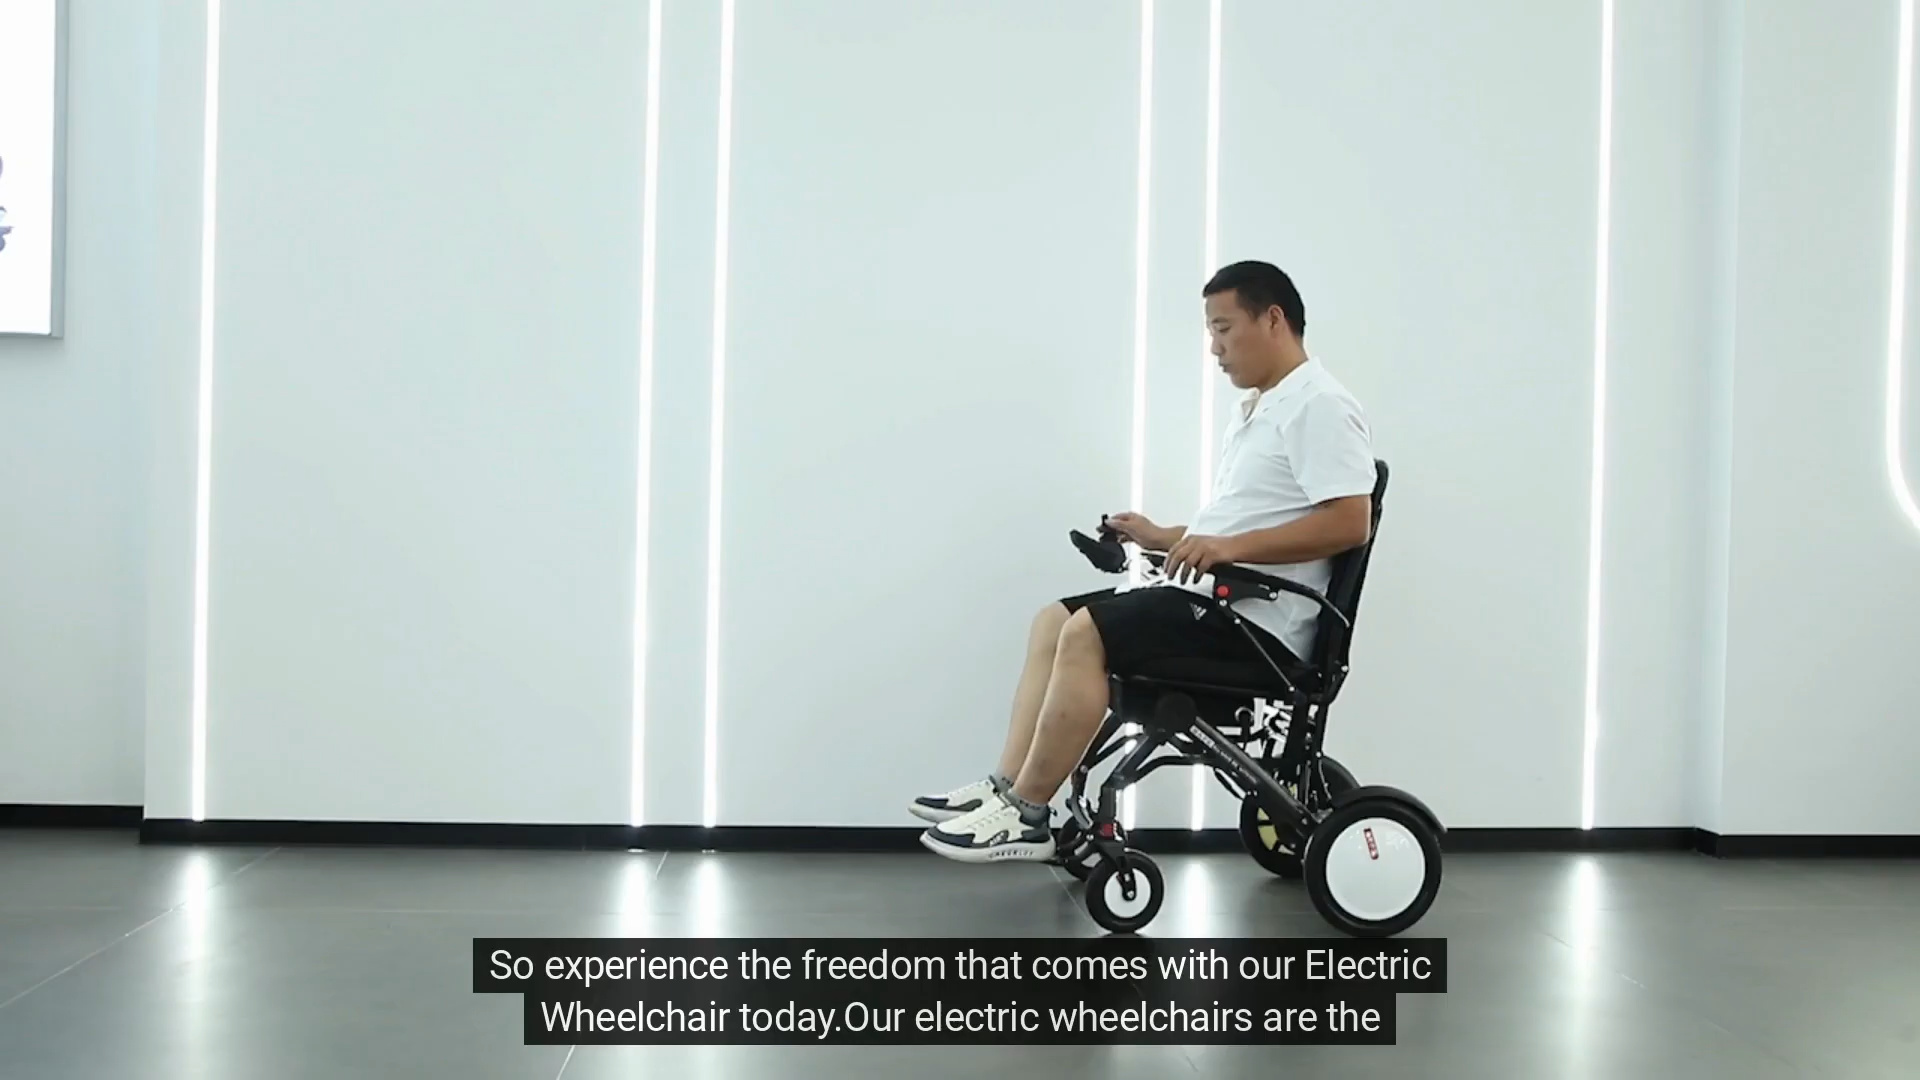 So experience the freedom that comes with our Electric
Wheelchair today.Our electric wheelchairs are the